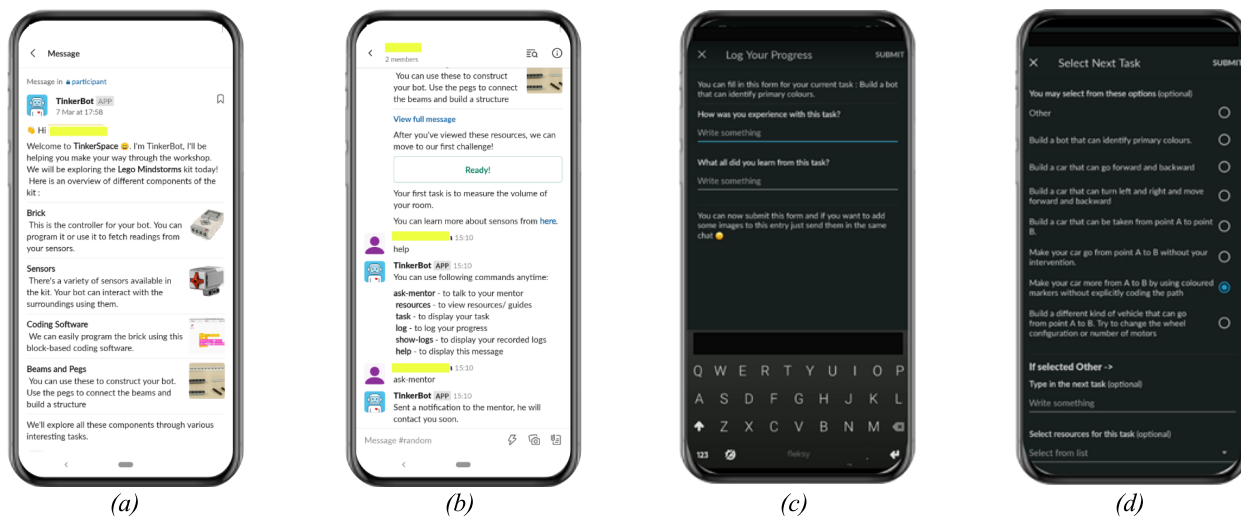 Message
Message in participant
TinkerBot APP
7 Mar at 17:58
Hi
Welcome to TinkerSpace. I'm TinkerBot, I'll be
helping you make your way through the workshop.
We will be exploring the Lego Mindstorms kit today!
Here is an overview of different components of the
kit :
Brick
This is the controller for your bot. You can
program it or use it to fetch readings from
your sensors.
Sensors
There's a variety of sensors available in
the kit. Your bot can interact with the
surroundings using them.
Coding Software
We can easily program the brick using this
block-based coding software.
Beams and Pegs
You can use these to construct your bot.
Use the pegs to connect the beams and
build a structure
We'll explore all these components through various
interesting tasks.
(a)
2 members
You can use these to construct
your bot. Use the pegs to connect
the beams and build a structure
View full message
After you've viewed these resources, we can
move to our first challenge!
Ready!
Your first task is to measure the volume of
your room.
You can learn more about sensons from here.
15:10
help
TinkerBot APP 15:10
You can use following commands anytime:
ask-mentor - to talk to your mentor
resources - to view resources/ guides
task - to display your task
log - to log your progress
show-logs - to display your recorded logs
help - to display this message
15:10
ask-mentor
TinkerBot APP 15:10
Sent a notification to the mentor, he will
contact you soon.
Message #random
(b)
Log Your Progress SUBMIT
You can fill in this form for your current task : Build a bot
that can identify primary colours.
How was you experience with this task?
Write something
What all did you learn from this task?
Write something
You can now submit this form and if you want to add
some images to this entry just send them in the same
chat
Q W E R T Y U I O P
A S D F G H J K L
Z X C V B N M
123 fleksy
(c)
Select Next Task SUBMIT
You may select from these options (optional)
Other
Build a bot that can identify primary colours.
Build a car that can go forward and backward
Build a car that can turn left and right and move
forward and backward
Build a car that can be taken from point A to point
B.
Make your car go from point A to B without your
intervention.
Make your car more from A to B by using coloured
markers without explicitly coding the path
Build a different kind of vehicle that can go
from point A to B. Try to change the wheel
configuration or number of motors
If selected Other ->
Type in the next task (optional)
Write something
Select resources for this task (optional)
Select from list
(d)